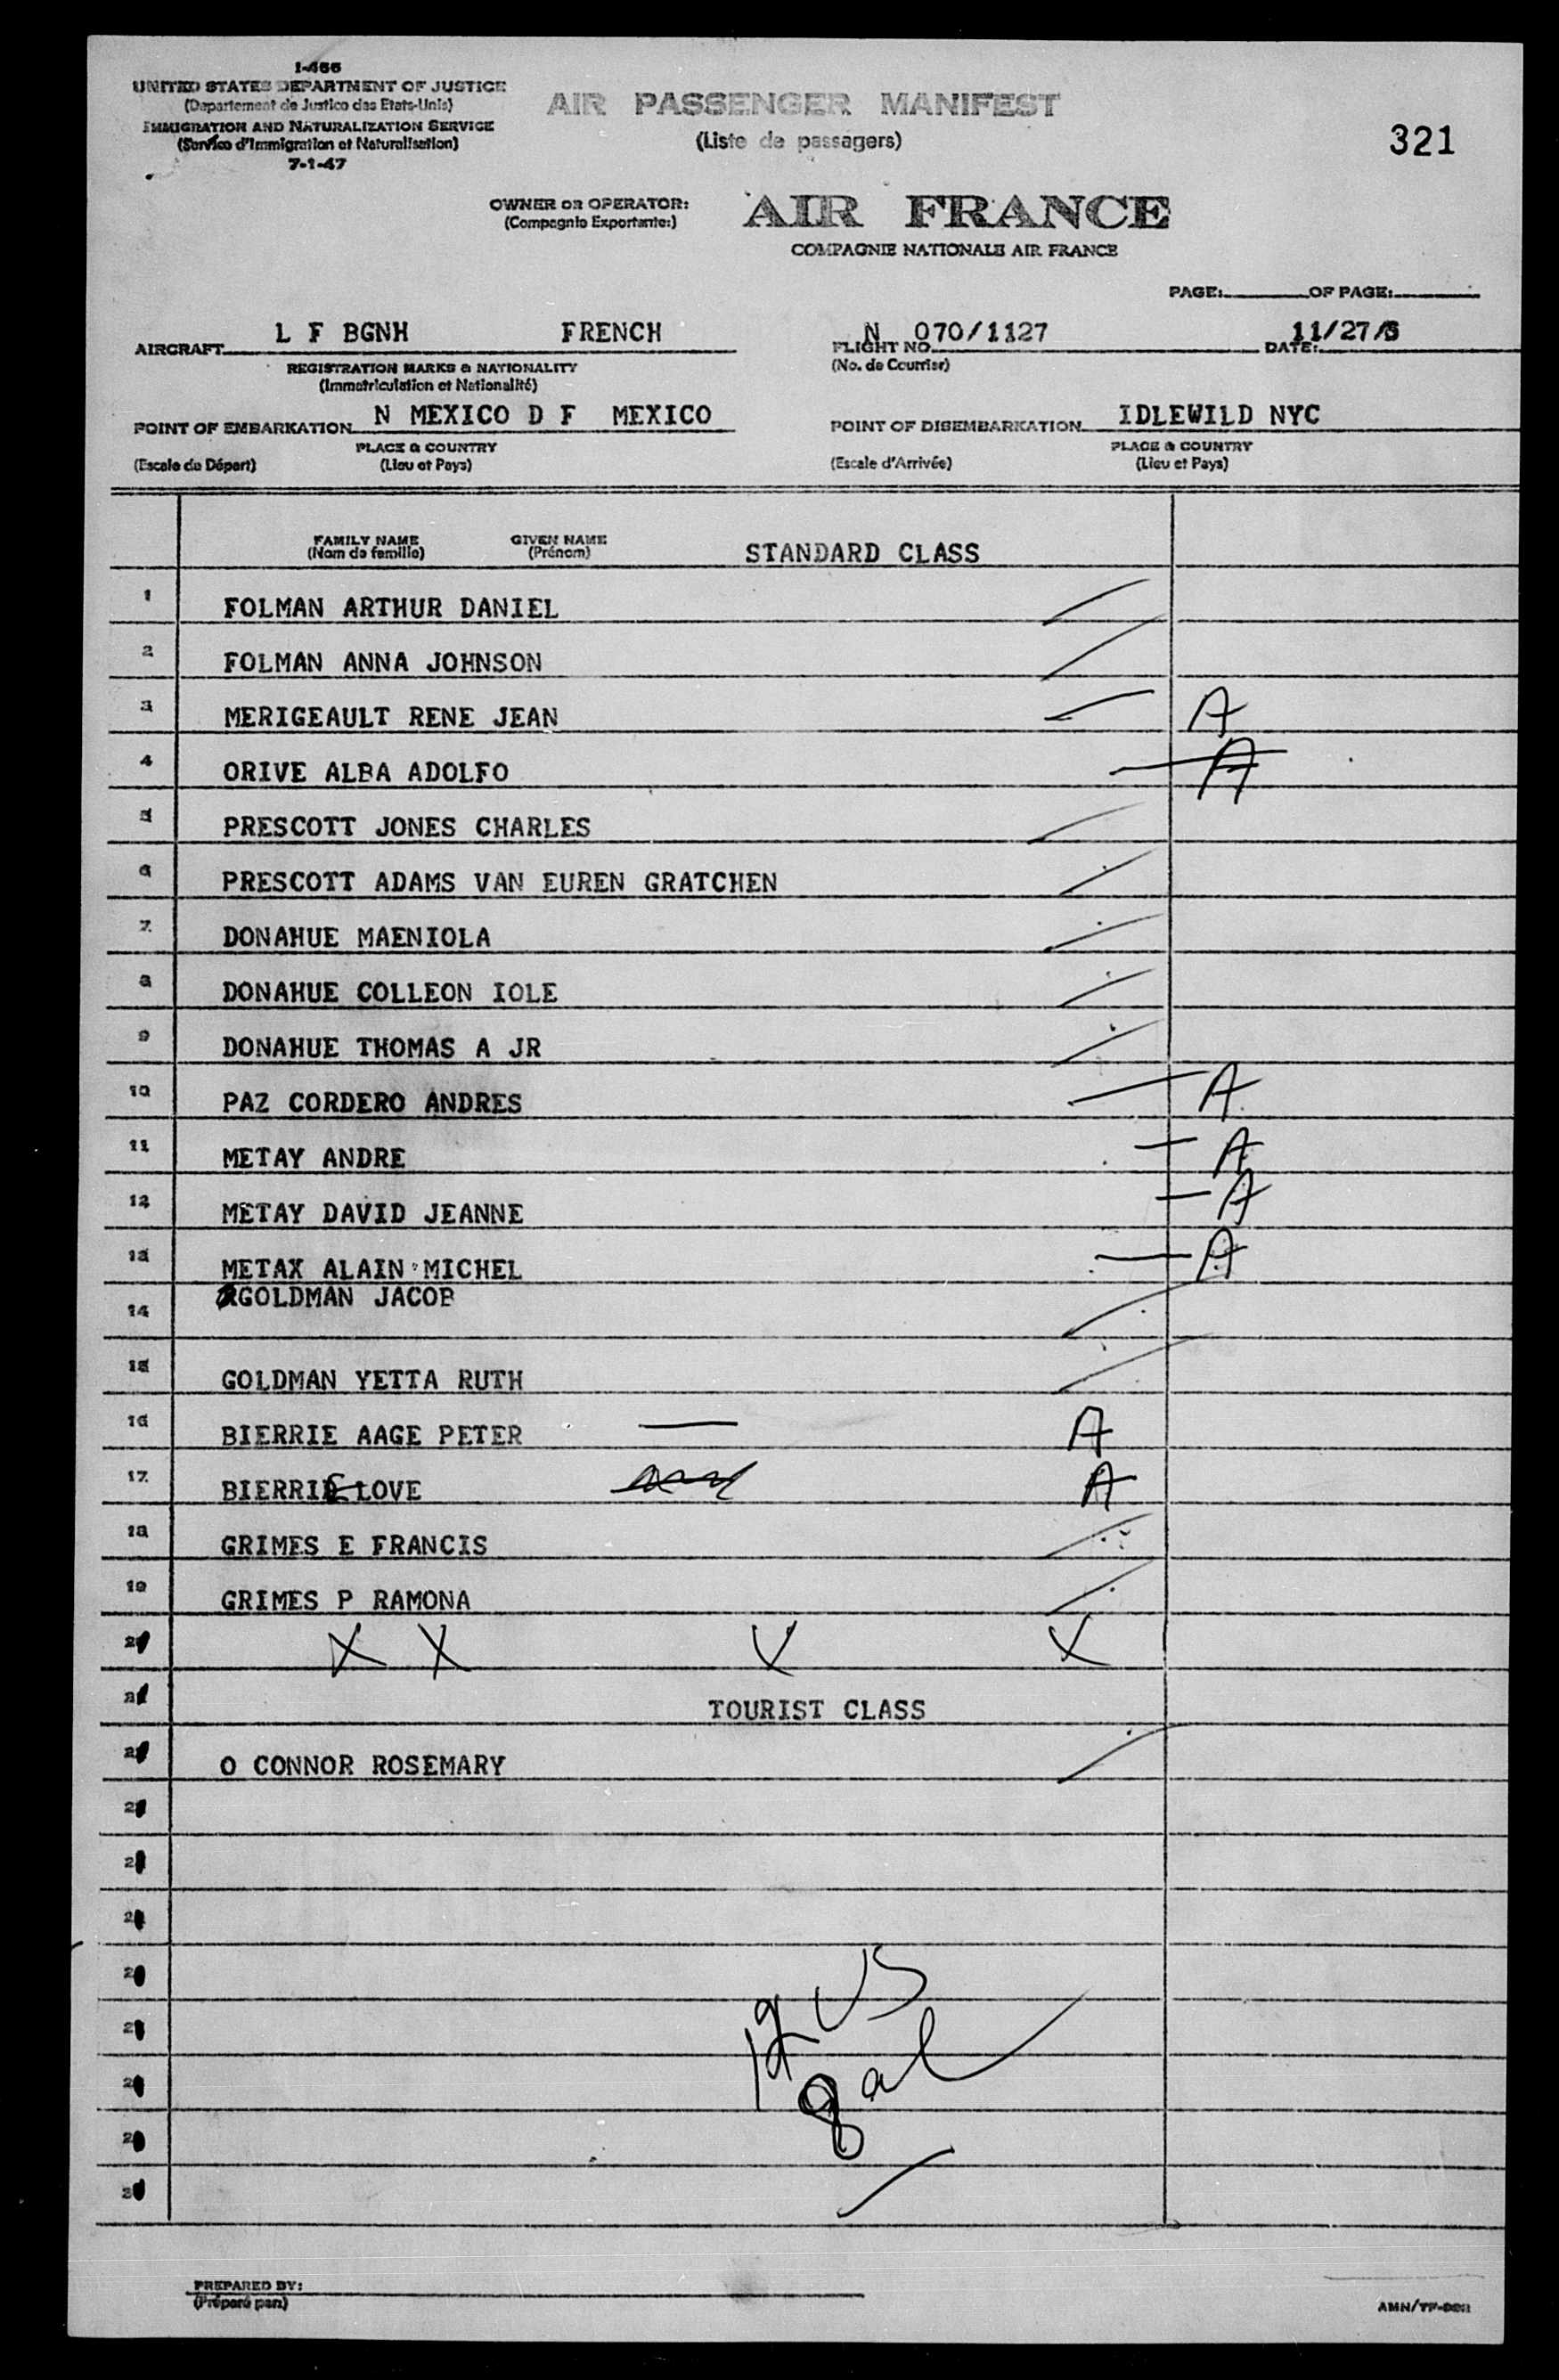 I-466
UNITED STATES DEPARTMENT OF JUSTICE
(Departement de Justice des Etats-Unis)
IMMIGRATION AND NATURALIZATION SERVICE
(Service d'Immigration et Naturalisation)
7-1-47
AIR PASSENGER MANIFEST
(Liste de passagers)
321
OWNER OR OPERATOR: AIR FRANCE
(Compagnie Exportante:)
COMPAGNIE NATIONALE AIR FRANCE
PAGE: OF PAGE:
AIRCRAFT L F BGNH FRENCH
REGISTRATION MARKS & NATIONALITY
(Immatriculation et Nationalité)
FLIGHT NO. N 070/1127
(No. de Courrier)
DATE: 11/27/5
POINT OF EMBARKATION N MEXICO D F MEXICO
PLACE & COUNTRY
(Escale de Départ) (Lieu et Pays)
POINT OF DISEMBARKATION IDLEWILD NYC
PLACE & COUNTRY
(Escale d'Arrivée) (Lieu et Pays)
FAMILY NAME GIVEN NAME
(Nom de famille) (Prénom) STANDARD CLASS
1 FOLMAN ARTHUR DANIEL
2 FOLMAN ANNA JOHNSON
3 MERIGEAULT RENE JEAN A
4 ORIVE ALBA ADOLFO A
5 PRESCOTT JONES CHARLES
6 PRESCOTT ADAMS VAN EUREN GRATCHEN
7 DONAHUE MAENIOLA
8 DONAHUE COLLEON IOLE
9 DONAHUE THOMAS A JR
10 PAZ CORDERO ANDRES A
11 METAY ANDRE A
12 METAY DAVID JEANNE A
13 METAX ALAIN MICHEL A
14 GOLDMAN JACOB
15 GOLDMAN YETTA RUTH
16 BIERRIE AAGE PETER A
17 BIERRIE LOVE A
18 GRIMES E FRANCIS
19 GRIMES P RAMONA
X X X X
TOURIST CLASS
O CONNOR ROSEMARY
12 US
8 al
PREPARED BY:
(Préparé par:)